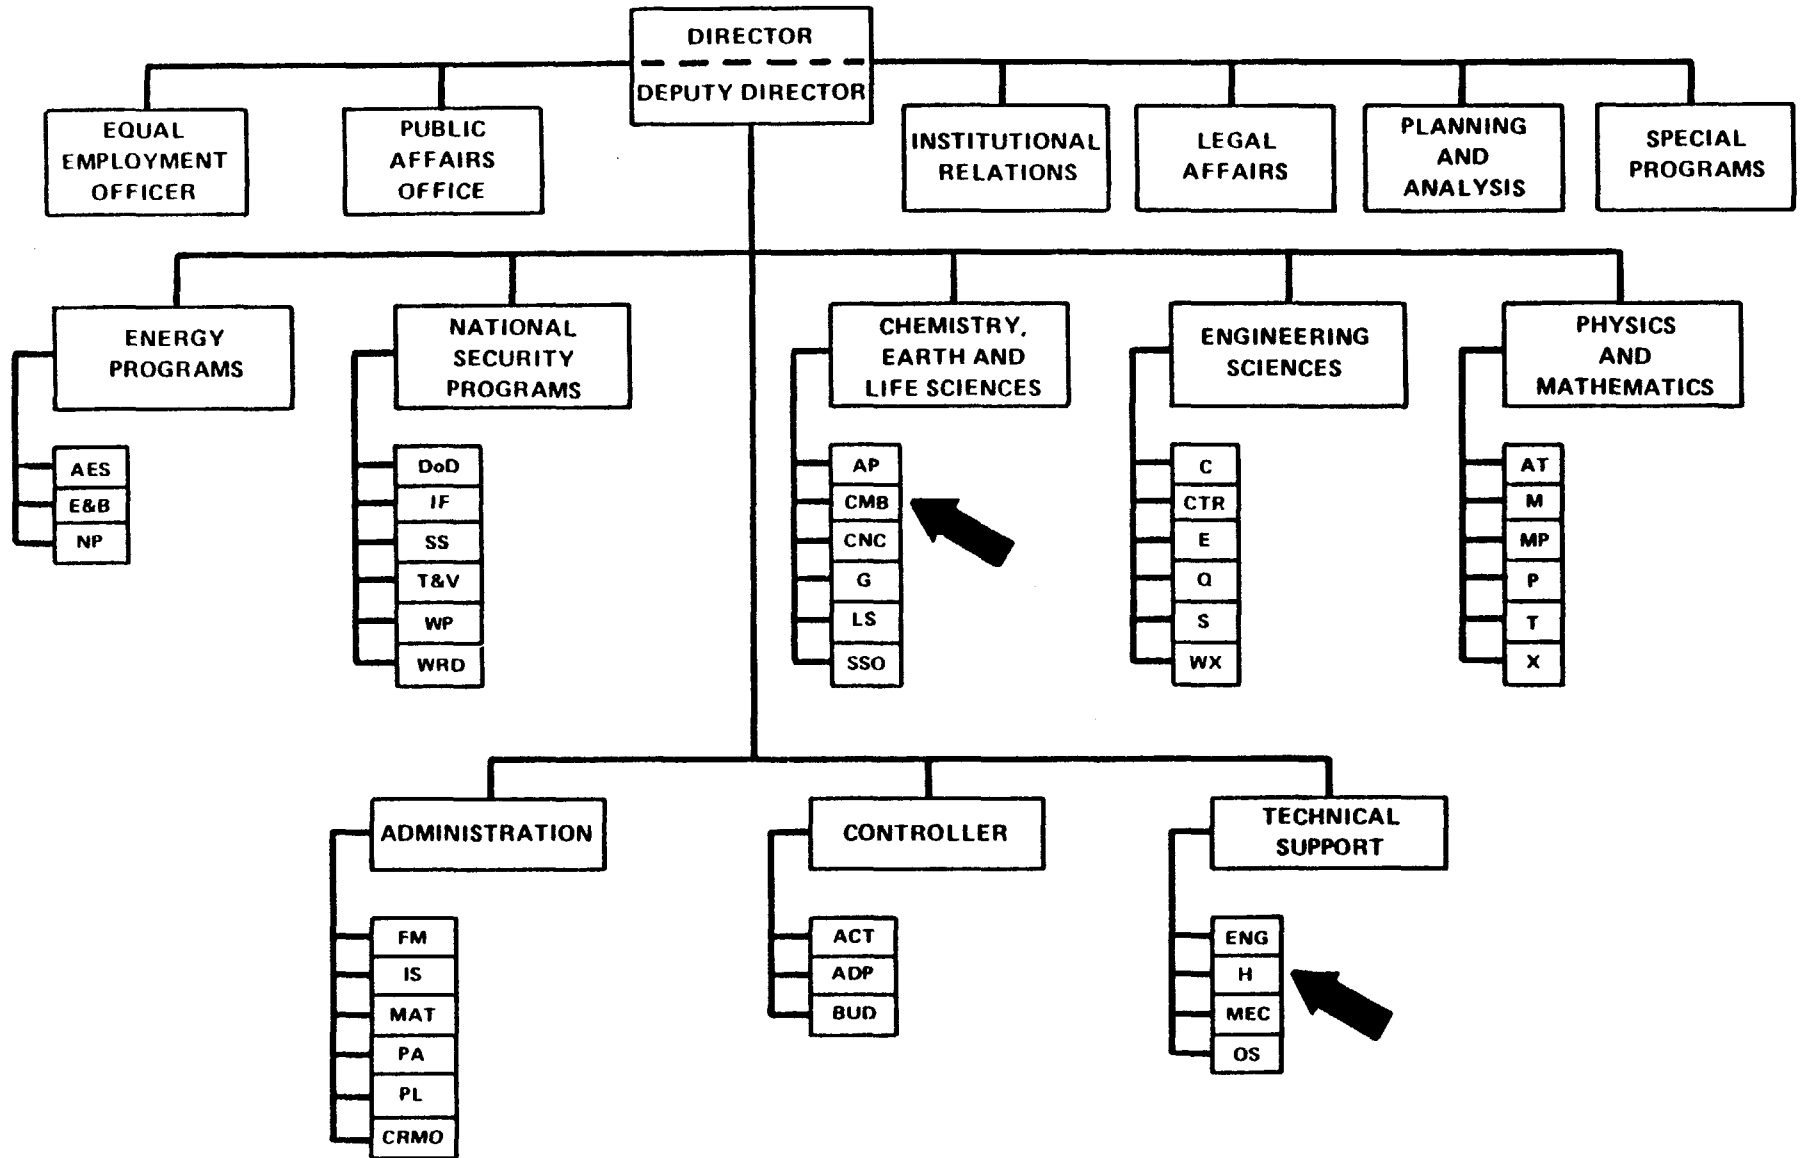 DIRECTOR
DEPUTY DIRECTOR
EQUAL
EMPLOYMENT
OFFICER
PUBLIC
AFFAIRS
OFFICE
INSTITUTIONAL
RELATIONS
LEGAL
AFFAIRS
PLANNING
AND
ANALYSIS
SPECIAL
PROGRAMS
ENERGY
PROGRAMS
AES
E&B
NP
NATIONAL
SECURITY
PROGRAMS
DoD
IF
SS
T&V
WP
WRD
CHEMISTRY,
EARTH AND
LIFE SCIENCES
AP
CMB
CNC
G
LS
SSO
ENGINEERING
SCIENCES
C
CTR
E
Q
S
WX
PHYSICS
AND
MATHEMATICS
AT
M
MP
P
T
X
ADMINISTRATION
FM
IS
MAT
PA
PL
CRMO
CONTROLLER
ACT
ADP
BUD
TECHNICAL
SUPPORT
ENG
H
MEC
OS